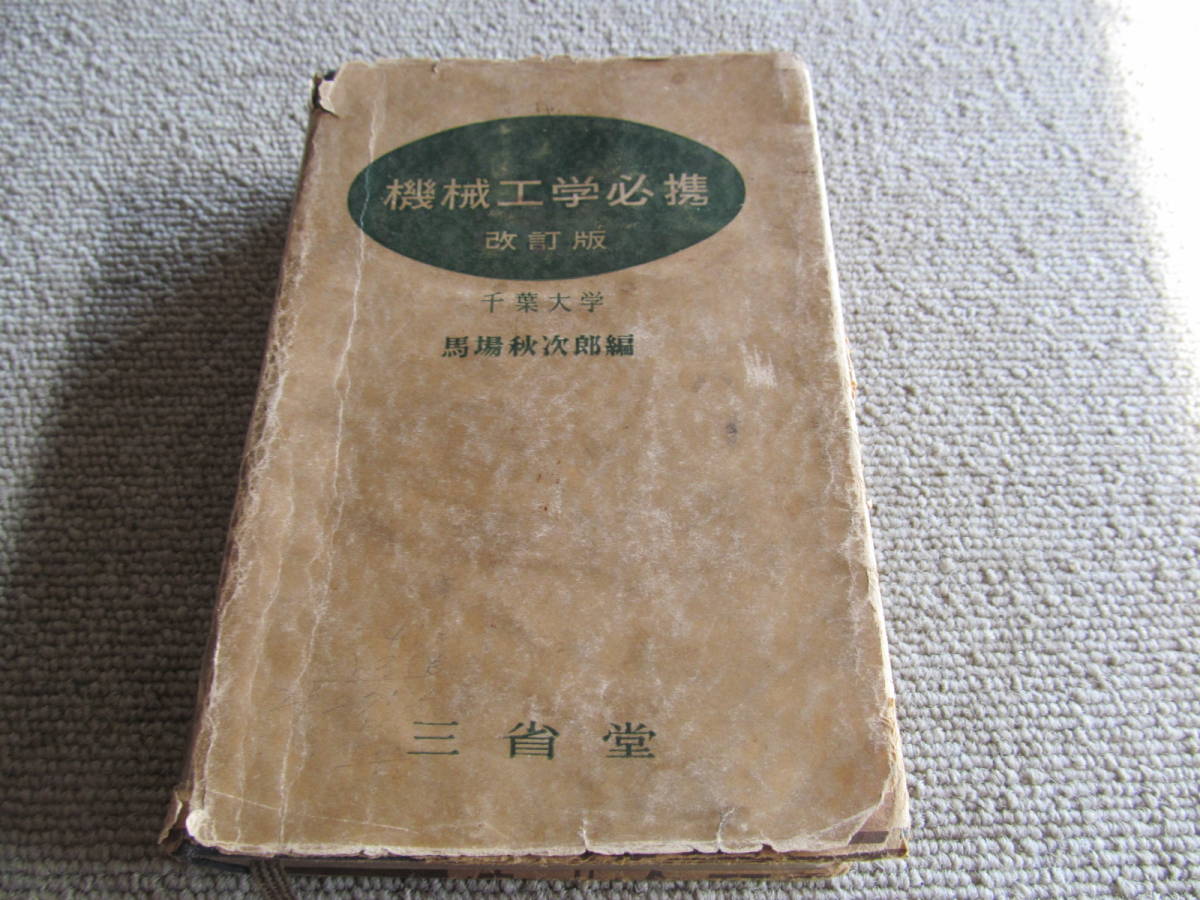 機械工学必携
改訂版
千葉大学
馬場秋次郎編
三省堂